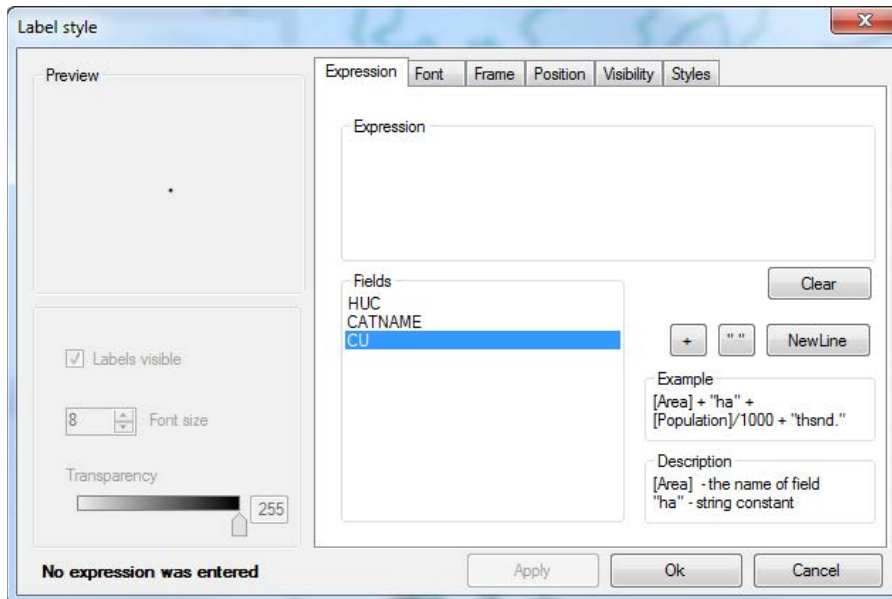 Label style
Preview
Labels visible
8 Font size
Transparency
255
No expression was entered
Expression Font Frame Position Visibility Styles
Expression
Fields
HUC
CATNAME
CU
Clear
+ " " NewLine
Example
[Area] + "ha" +
[Population]/1000 + "thsnd."
Description
[Area] - the name of field
"ha" - string constant
Apply Ok Cancel